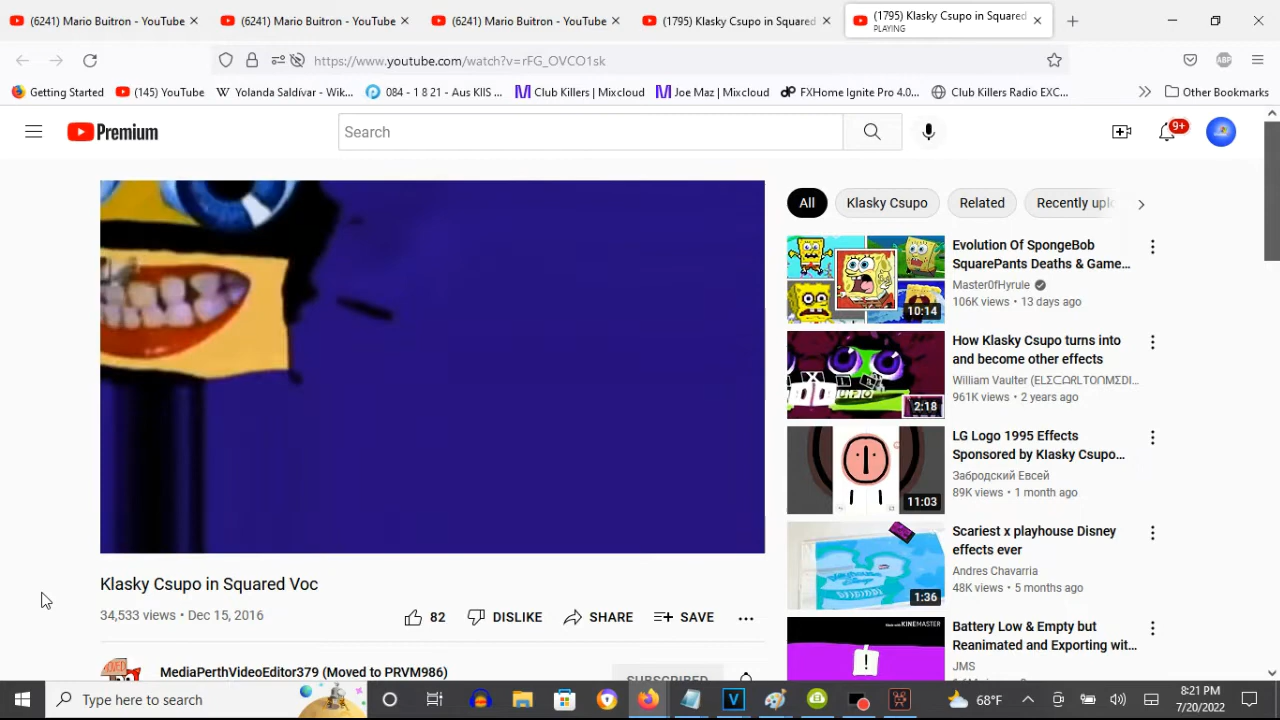 (6241) Mario Buitron - YouTube
(6241) Mario Buitron - YouTube
(6241) Mario Buitron - YouTube
(1795) Klasky Csupo in Squared
(1795) Klasky Csupo in Squared
PLAYING
https://www.youtube.com/watch?v=rFG_OVCO1sk
ABP
Getting Started
(145) YouTube
Yolanda Saldívar - Wik...
084 - 1 8 21 - Aus KIIS ...
Club Killers | Mixcloud
Joe Maz | Mixcloud
FXHome Ignite Pro 4.0...
Club Killers Radio EXC...
Other Bookmarks
Premium
Search
9+
All
Klasky Csupo
Related
Recently uplo
Evolution Of SpongeBob
SquarePants Deaths & Game...
Master0fHyrule
106K views • 13 days ago
10:14
How Klasky Csupo turns into
and become other effects
William Vaulter (ELΣCΩRLTOΠMΣDI...
961K views • 2 years ago
2:18
LG Logo 1995 Effects
Sponsored by Klasky Csupo...
Забродский Евсей
89K views • 1 month ago
11:03
Scariest x playhouse Disney
effects ever
Andres Chavarria
48K views • 5 months ago
1:36
Battery Low & Empty but
Reanimated and Exporting wit...
JMS
Klasky Csupo in Squared Voc
34,533 views • Dec 15, 2016
82
DISLIKE
SHARE
SAVE
MediaPerthVideoEditor379 (Moved to PRVM986)
SUBSCRIBED
Type here to search
68°F
8:21 PM
7/20/2022